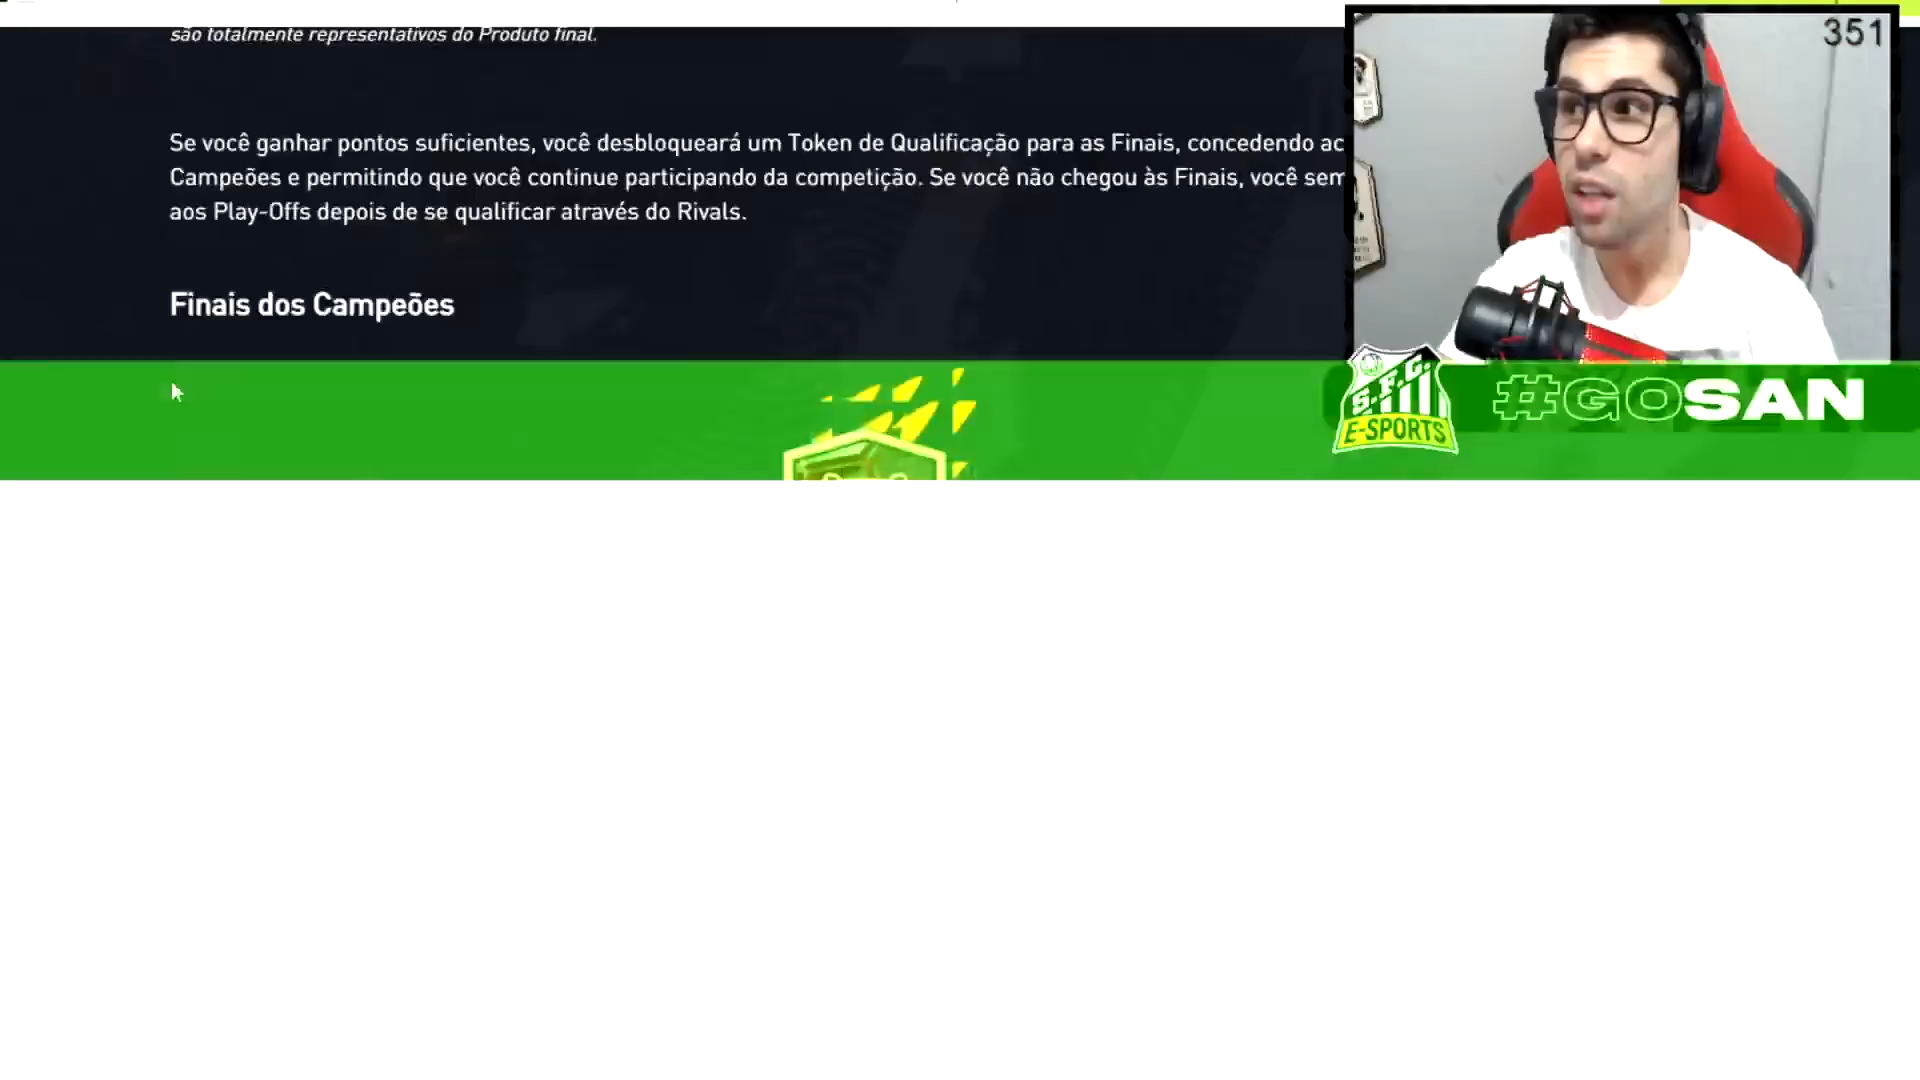 são totalmente representativos do Produto final.
351
Se você ganhar pontos suficientes, você desbloqueará um Token de Qualificação para as Finais, concedendo ac
Campeões e permitindo que você continue participando da competição. Se você não chegou às Finais, você sem
aos Play-Offs depois de se qualificar através do Rivals.
Finais dos Campeões
S.F.C.
E-SPORTS
#GOSAN